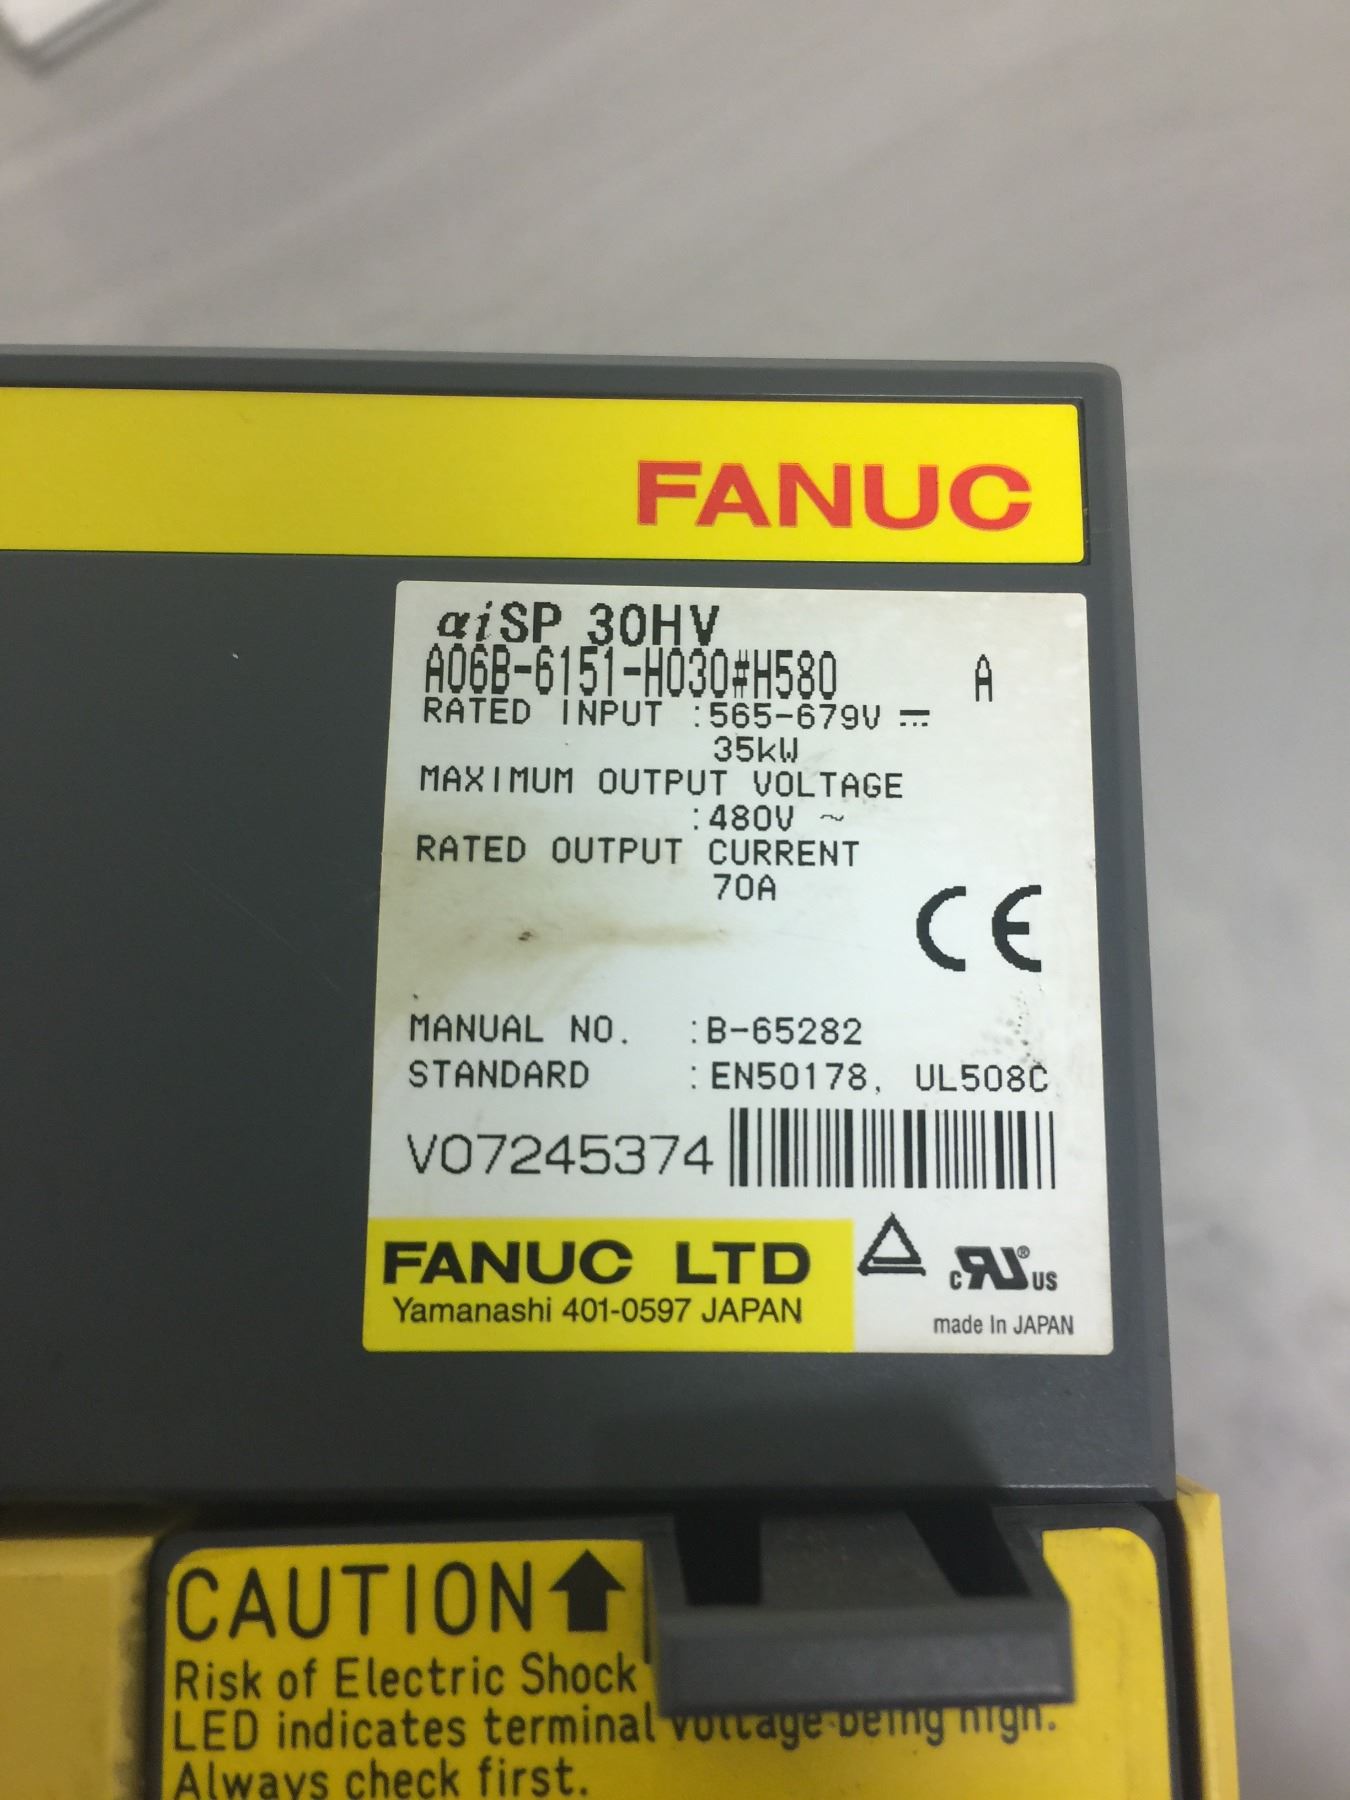 FANUC
αiSP 30HV
A06B-6151-H030#H580 A
RATED INPUT :565-679V ⎓
35kW
MAXIMUM OUTPUT VOLTAGE
:480V ~
RATED OUTPUT CURRENT
70A
CE
MANUAL NO. :B-65282
STANDARD :EN50178, UL508C
V07245374
FANUC LTD
Yamanashi 401-0597 JAPAN
c RU® US
made In JAPAN
CAUTION
Risk of Electric Shock
LED indicates terminal voltage being high.
Always check first.